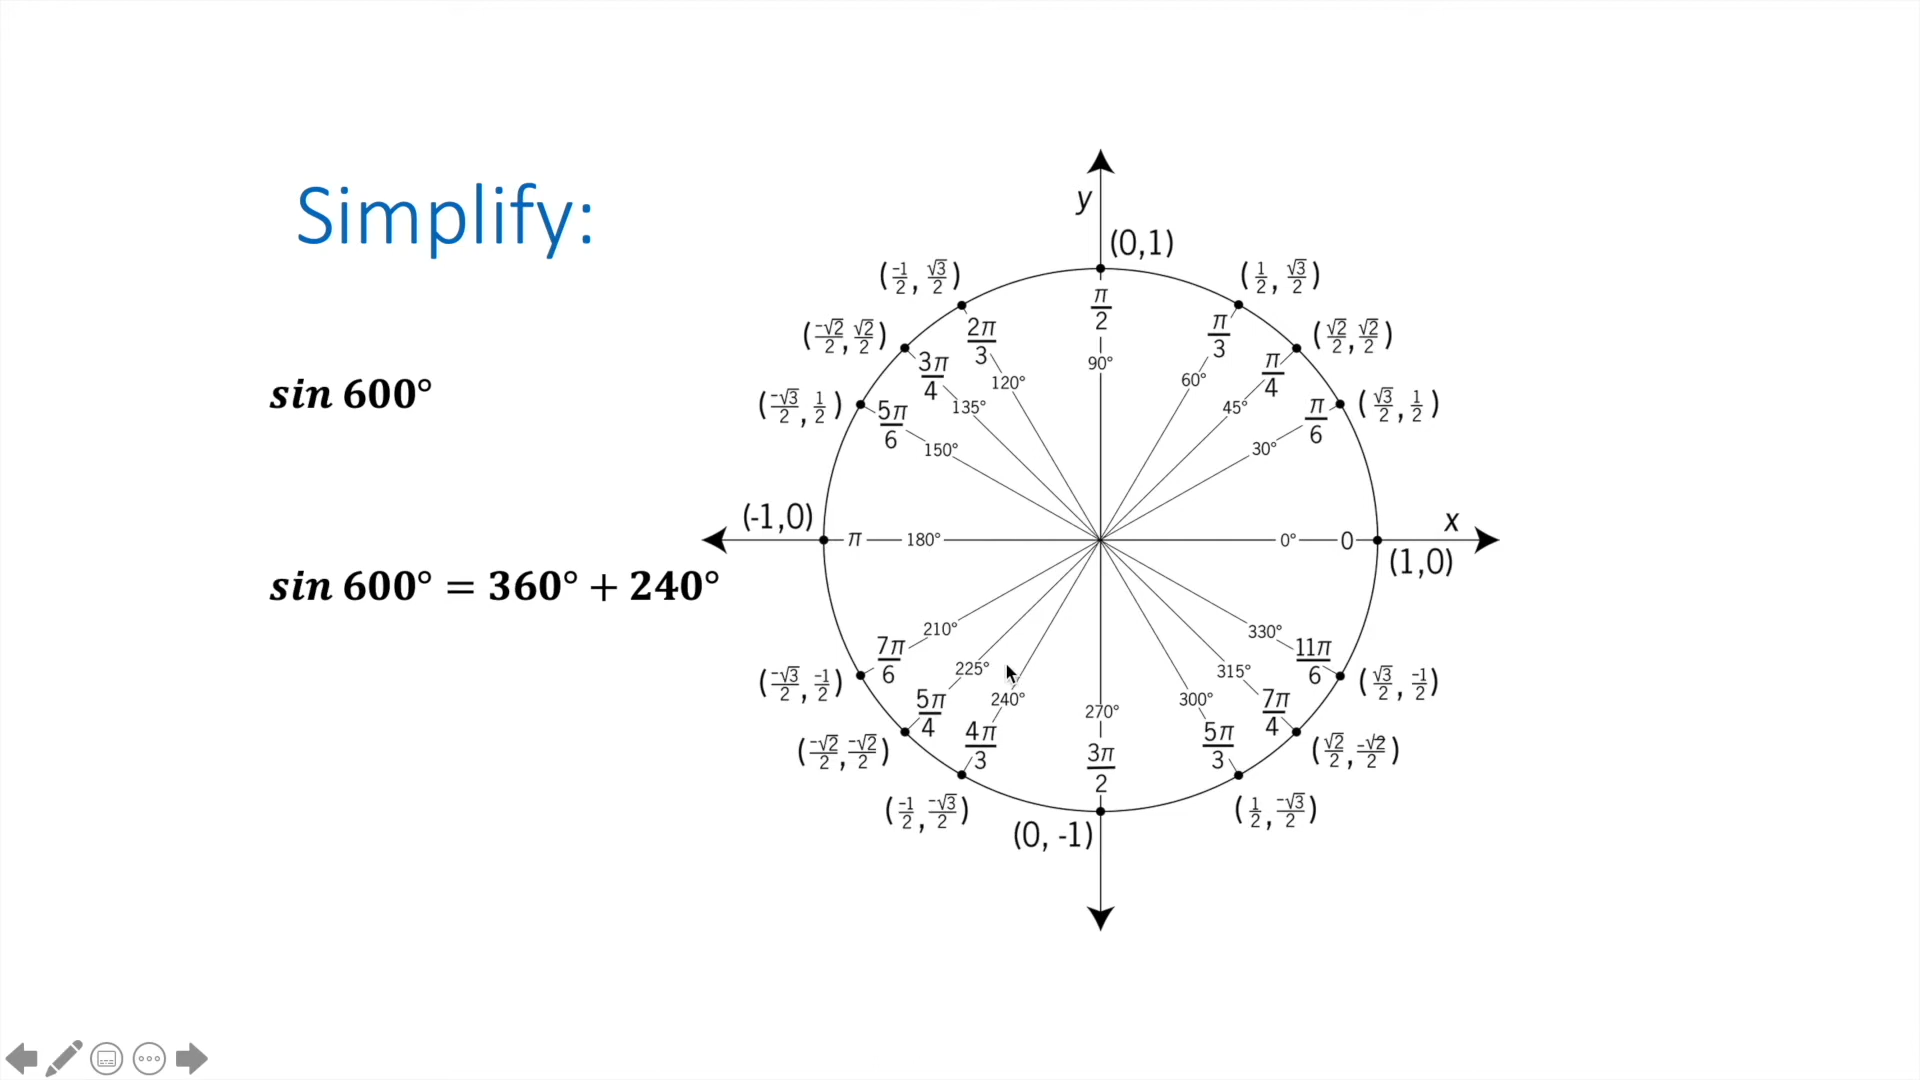 Simplify:
sin 600°
sin 600° = 360° + 240°
y
(0,1)
(-1/2, √3/2)
(1/2, √3/2)
(-√2/2, √2/2)
(√2/2, √2/2)
(-√3/2, 1/2)
(√3/2, 1/2)
π/2
2π/3
π/3
3π/4
π/4
5π/6
π/6
90°
120°
60°
135°
45°
150°
30°
(-1,0)
π
180°
0°
0
x
(1,0)
210°
330°
7π/6
11π/6
225°
315°
(-√3/2, -1/2)
(√3/2, -1/2)
240°
270°
300°
5π/4
7π/4
4π/3
3π/2
5π/3
(-√2/2, -√2/2)
(√2/2, -√2/2)
(-1/2, -√3/2)
(1/2, -√3/2)
(0, -1)